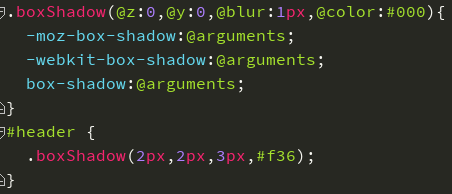 .boxShadow(@z:0,@y:0,@blur:1px,@color:#000){
-moz-box-shadow:@arguments;
-webkit-box-shadow:@arguments;
box-shadow:@arguments;
}
#header {
.boxShadow(2px,2px,3px,#f36);
}